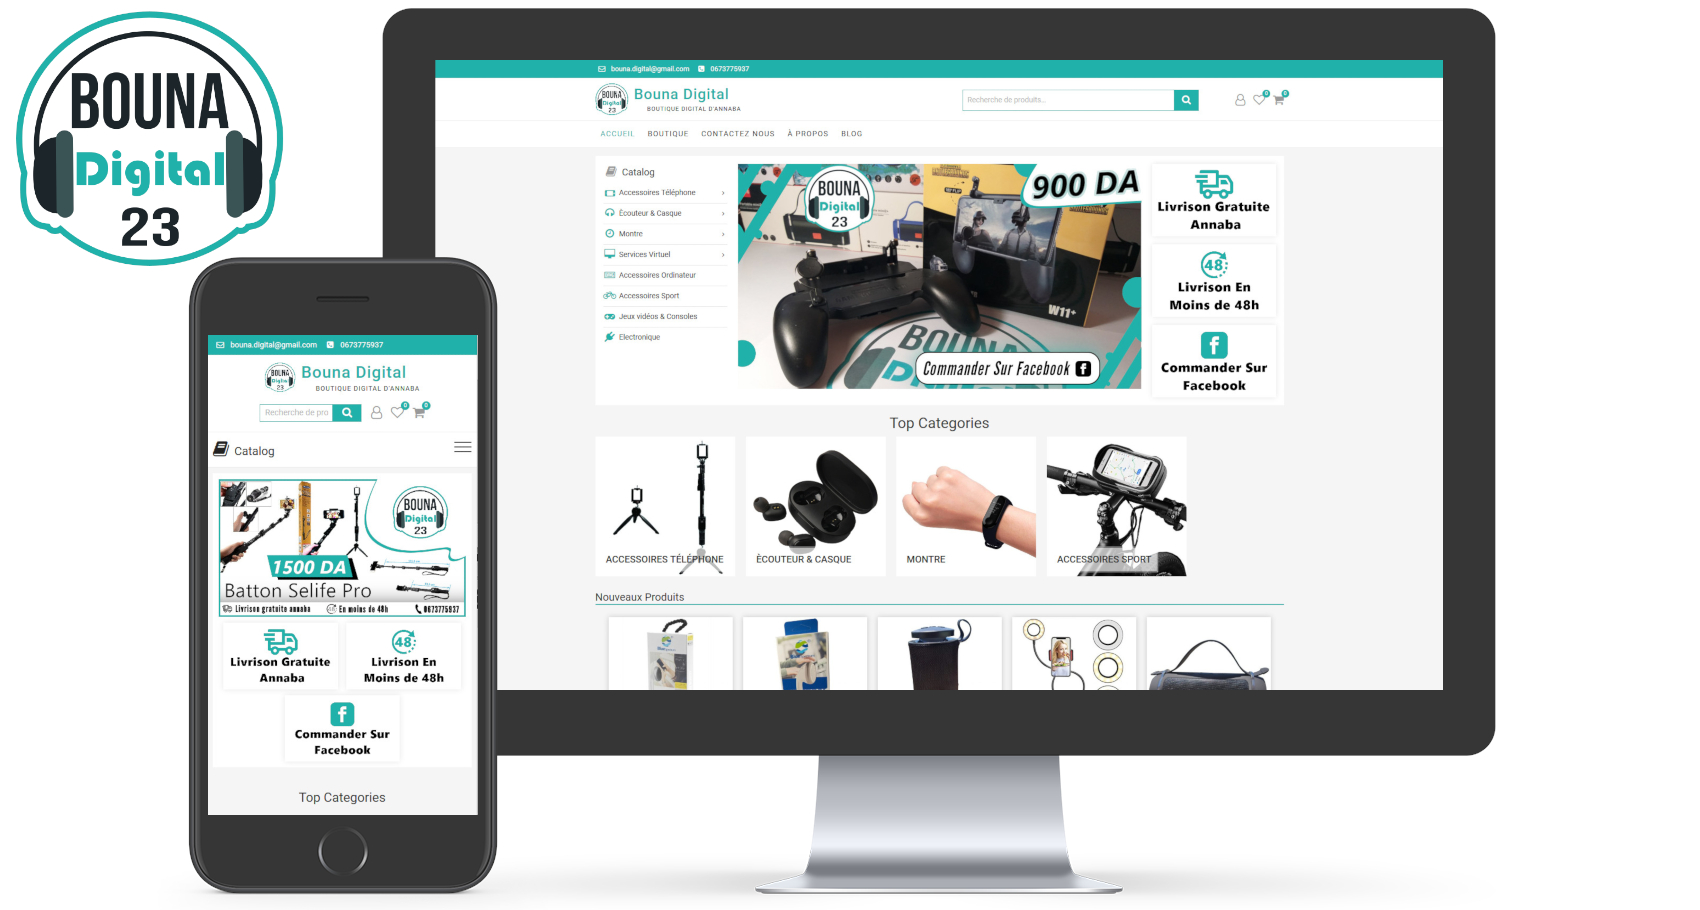 BOUNA
Digital
23
bouna.digital@gmail.com 0673775937
Bouna Digital
BOUTIQUE DIGITAL D'ANNABA
Recherche de produits...
0
0
ACCUEIL BOUTIQUE CONTACTEZ NOUS À PROPOS BLOG
Catalog
Accessoires Téléphone
Écouteur & Casque
Montre
Services Virtuel
Accessoires Ordinateur
Accessoires Sport
Jeux vidéos & Consoles
Electronique
BOUNA
Digital
23
900 DA
W11+
BOUNA
Commander Sur Facebook
Livrison Gratuite
Annaba
48
Livrison En
Moins de 48h
Commander Sur
Facebook
Top Categories
ACCESSOIRES TÉLÉPHONE
ÉCOUTEUR & CASQUE
MONTRE
ACCESSOIRES SPORT
Nouveaux Produits
bouna.digital@gmail.com 0673775937
BOUNA
Digital
23
Bouna Digital
BOUTIQUE DIGITAL D'ANNABA
Recherche de pro
0
0
Catalog
BOUNA
Digital
23
1500 DA
Batton Selife Pro
Livrison gratuite annaba En moins de 48h 0673775937
Livrison Gratuite
Annaba
48
Livrison En
Moins de 48h
Commander Sur
Facebook
Top Categories